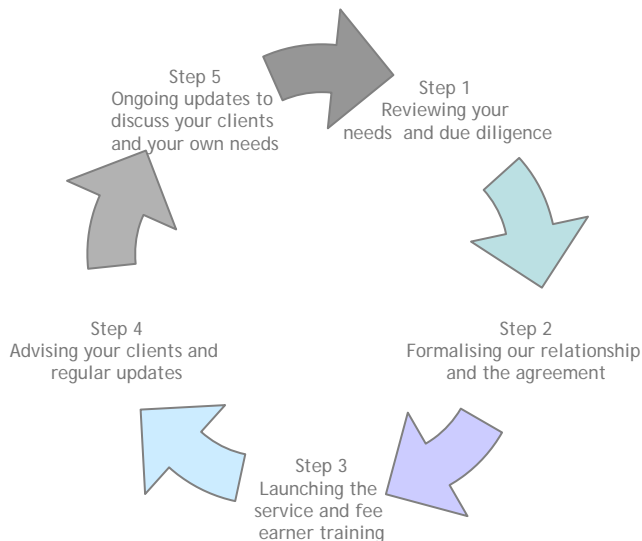 Step 1
Reviewing your
needs and due diligence
Step 2
Formalising our relationship
and the agreement
Step 3
Launching the
service and fee
earner training
Step 4
Advising your clients and
regular updates
Step 5
Ongoing updates to
discuss your clients
and your own needs